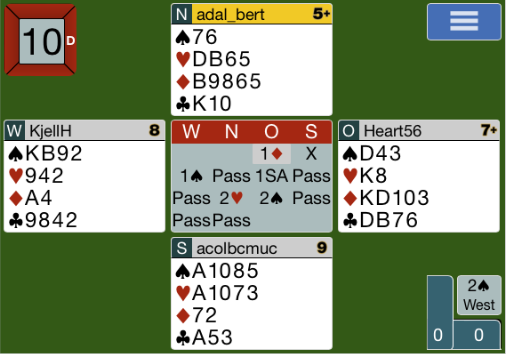 10 D
N adal_bert 5+
♠76
♥DB65
♦B9865
♣K10
W KjellH 8
♠KB92
♥942
♦A4
♣9842
W N O S
1♦ X
1♠ Pass 1SA Pass
Pass 2♥ 2♠ Pass
Pass Pass
O Heart56 7+
♠D43
♥K8
♦KD103
♣DB76
S acolbcmuc 9
♠A1085
♥A1073
♦72
♣A53
2♠
West
0 0